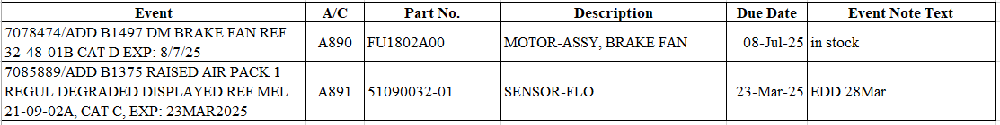 Event A/C Part No. Description Due Date Event Note Text
7078474/ADD B1497 DM BRAKE FAN REF
32-48-01B CAT D EXP: 8/7/25
A890 FU1802A00 MOTOR-ASSY, BRAKE FAN 08-Jul-25 in stock
7085889/ADD B1375 RAISED AIR PACK 1
REGUL DEGRADED DISPLAYED REF MEL
21-09-02A, CAT C, EXP: 23MAR2025
A891 51090032-01 SENSOR-FLO 23-Mar-25 EDD 28Mar